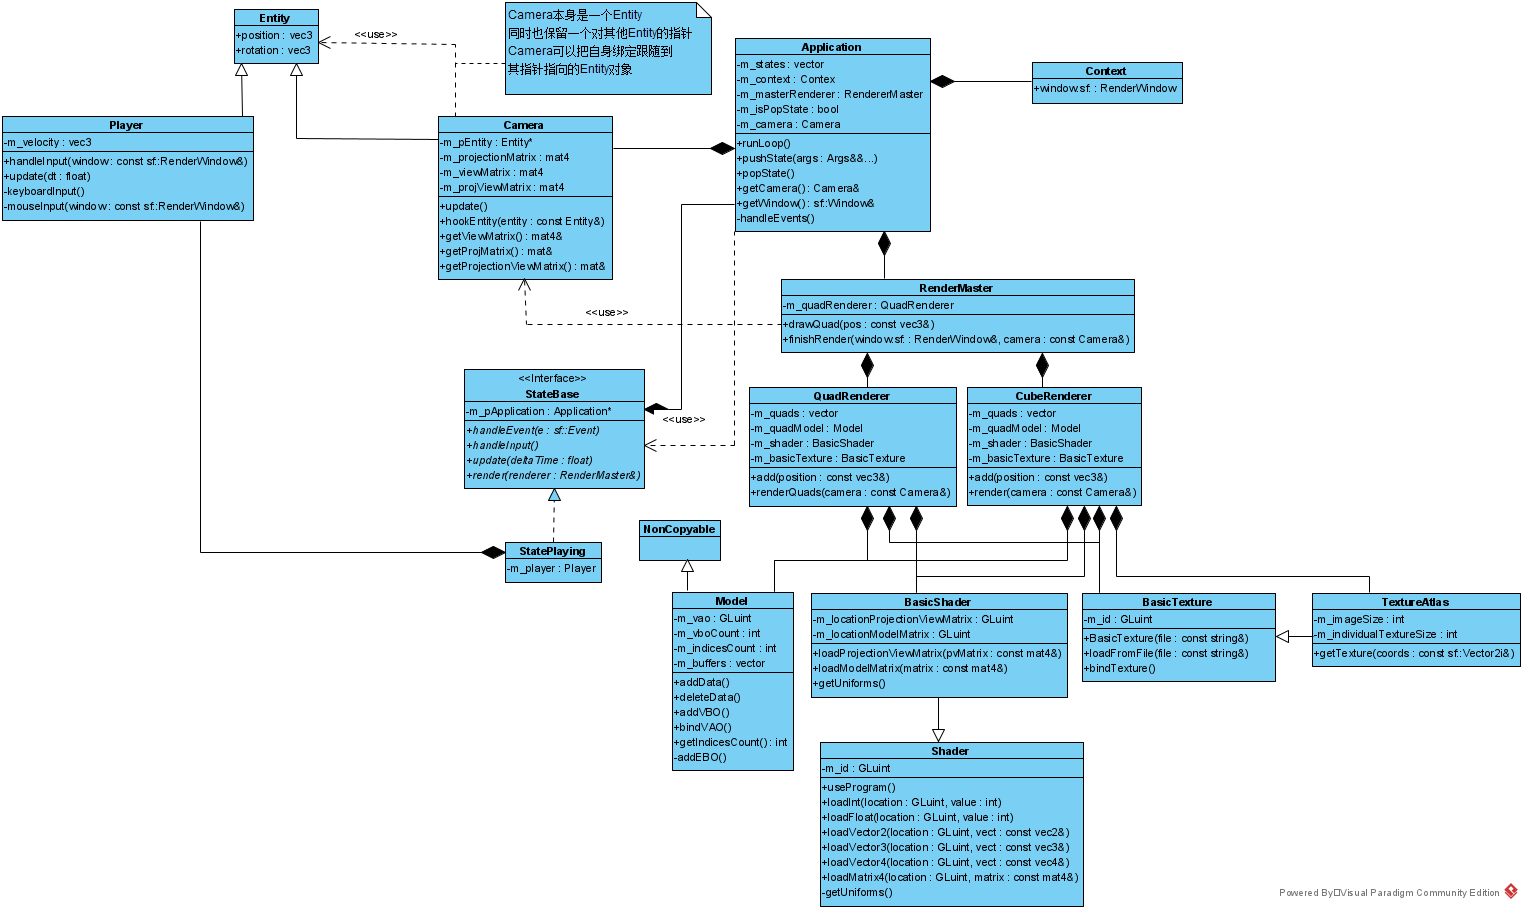 Entity
+position : vec3
+rotation : vec3
<<use>>
Camera本身是一个Entity
同时也保留一个对其他Entity的指针
Camera可以把自身绑定跟随到
其指针指向的Entity对象
Application
-m_states : vector
-m_context : Contex
-m_masterRenderer : RendererMaster
-m_isPopState : bool
-m_camera : Camera
+runLoop()
+pushState(args : Args&&...)
+popState()
+getCamera() : Camera&
+getWindow() : sf::Window&
-handleEvents()
Context
+window.sf. : RenderWindow
Player
-m_velocity : vec3
+handleInput(window : const sf::RenderWindow&)
+update(dt : float)
-keyboardInput()
-mouseInput(window : const sf::RenderWindow&)
Camera
-m_pEntity : Entity*
-m_projectionMatrix : mat4
-m_viewMatrix : mat4
-m_projViewMatrix : mat4
+update()
+hookEntity(entity : const Entity&)
+getViewMatrix() : mat4&
+getProjMatrix() : mat&
+getProjectionViewMatrix() : mat&
RenderMaster
-m_quadRenderer : QuadRenderer
+drawQuad(pos : const vec3&)
+finishRender(window.sf. : RenderWindow&, camera : const Camera&)
<<use>>
<<Interface>>
StateBase
-m_pApplication : Application*
+handleEvent(e : sf::Event)
+handleInput()
+update(deltaTime : float)
+render(renderer : RenderMaster&)
<<use>>
QuadRenderer
-m_quads : vector
-m_quadModel : Model
-m_shader : BasicShader
-m_basicTexture : BasicTexture
+add(position : const vec3&)
+renderQuads(camera : const Camera&)
CubeRenderer
-m_quads : vector
-m_quadModel : Model
-m_shader : BasicShader
-m_basicTexture : BasicTexture
+add(position : const vec3&)
+render(camera : const Camera&)
StatePlaying
-m_player : Player
NonCopyable
Model
-m_vao : GLuint
-m_vboCount : int
-m_indicesCount : int
-m_buffers : vector
+addData()
+deleteData()
+addVBO()
+bindVAO()
+getIndicesCount() : int
-addEBO()
BasicShader
-m_locationProjectionViewMatrix : GLuint
-m_locationModelMatrix : GLuint
+loadProjectionViewMatrix(pvMatrix : const mat4&)
+loadModelMatrix(matrix : const mat4&)
+getUniforms()
BasicTexture
-m_id : GLuint
+BasicTexture(file : const string&)
+loadFromFile(file : const string&)
+bindTexture()
TextureAtlas
-m_imageSize : int
-m_individualTextureSize : int
+getTexture(coords : const sf::Vector2i&)
Shader
-m_id : GLuint
+useProgram()
+loadInt(location : GLuint, value : int)
+loadFloat(location : GLuint, value : int)
+loadVector2(location : GLuint, vect : const vec2&)
+loadVector3(location : GLuint, vect : const vec3&)
+loadVector4(location : GLuint, vect : const vec4&)
+loadMatrix4(location : GLuint, matrix : const mat4&)
-getUniforms()
Powered By□Visual Paradigm Community Edition